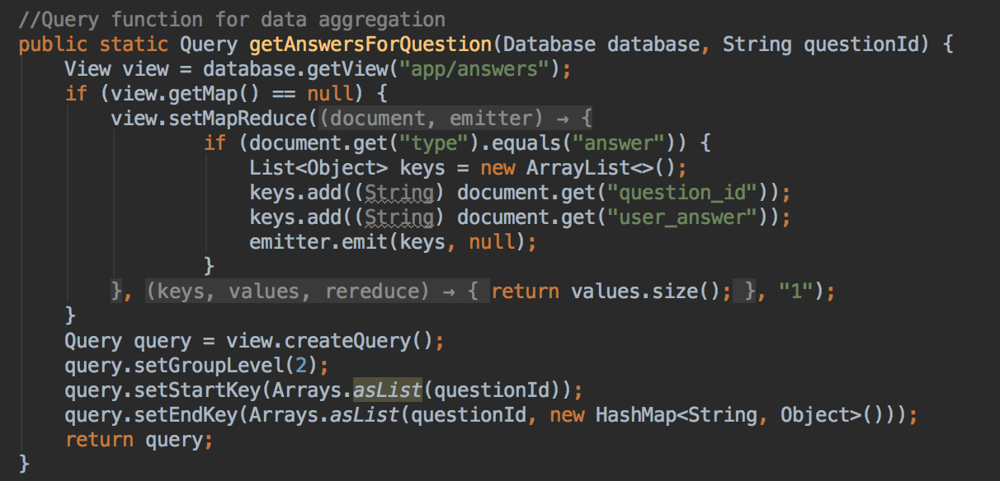 //Query function for data aggregation
public static Query getAnswersForQuestion(Database database, String questionId) {
    View view = database.getView("app/answers");
    if (view.getMap() == null) {
        view.setMapReduce((document, emitter) → {
                if (document.get("type").equals("answer")) {
                    List<Object> keys = new ArrayList<>();
                    keys.add((String) document.get("question_id"));
                    keys.add((String) document.get("user_answer"));
                    emitter.emit(keys, null);
                }
        }, (keys, values, rereduce) → { return values.size(); }, "1");
    }
    Query query = view.createQuery();
    query.setGroupLevel(2);
    query.setStartKey(Arrays.asList(questionId));
    query.setEndKey(Arrays.asList(questionId, new HashMap<String, Object>()));
    return query;
}